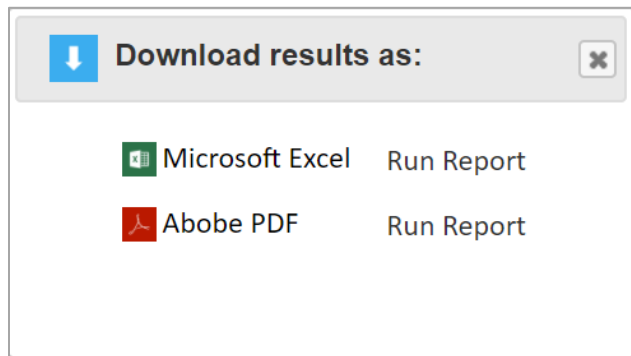 Download results as:
Microsoft Excel Run Report
Abobe PDF Run Report